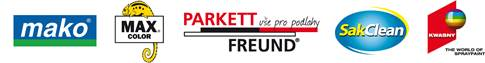 mako®
MAX
COLOR
PARKETT
vše pro podlahy
FREUND®
SakClean
KWASNY
THE WORLD OF
SPRAYPAINT